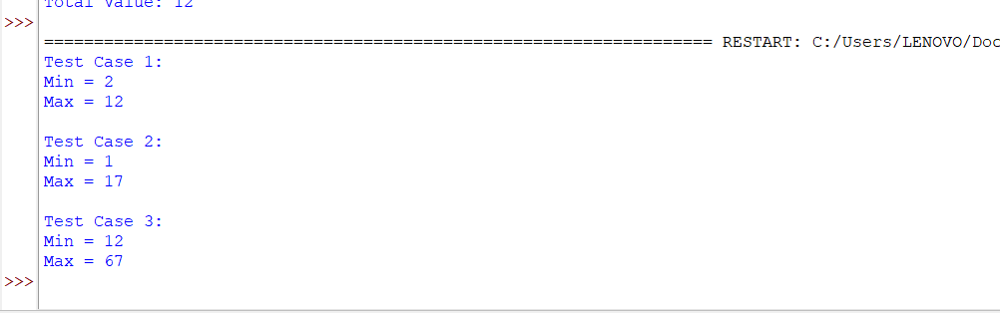 Total Value: 12
>>>
=================================================================== RESTART: C:/Users/LENOVO/Doc
Test Case 1:
Min = 2
Max = 12

Test Case 2:
Min = 1
Max = 17

Test Case 3:
Min = 12
Max = 67
>>>